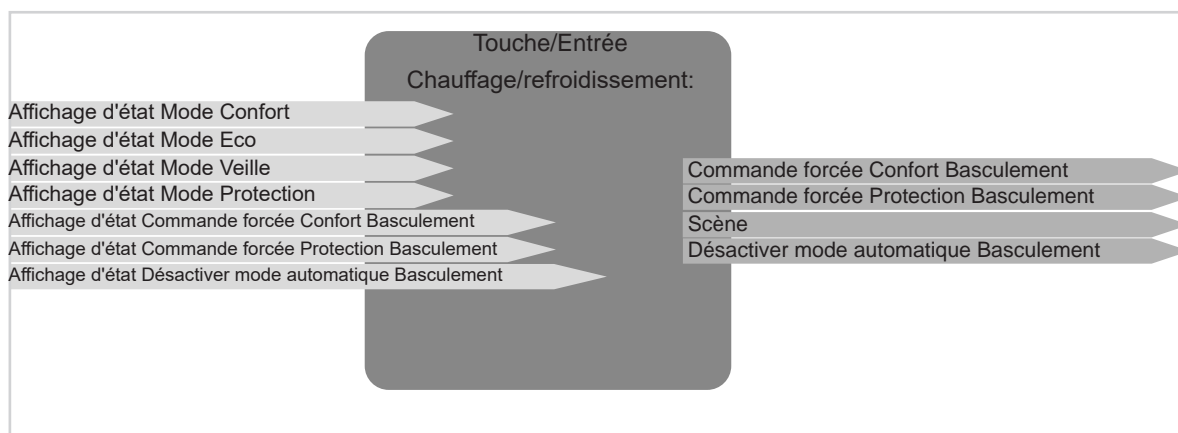 Touche/Entrée
Chauffage/refroidissement:
Affichage d'état Mode Confort
Affichage d'état Mode Eco
Affichage d'état Mode Veille
Affichage d'état Mode Protection
Affichage d'état Commande forcée Confort Basculement
Affichage d'état Commande forcée Protection Basculement
Affichage d'état Désactiver mode automatique Basculement
Commande forcée Confort Basculement
Commande forcée Protection Basculement
Scène
Désactiver mode automatique Basculement